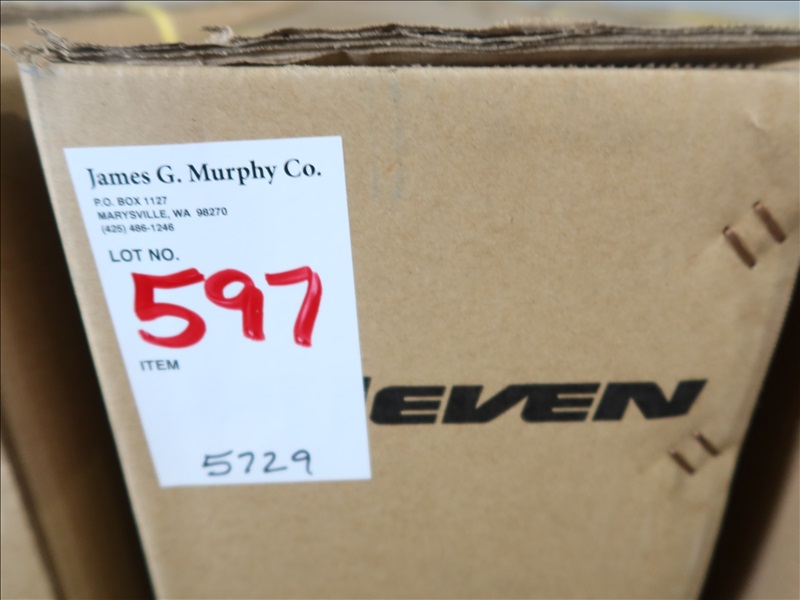 James G. Murphy Co.
P.O. BOX 1127
MARYSVILLE, WA 98270
(425) 486-1246
LOT NO.
597
ITEM
EVEN
5729